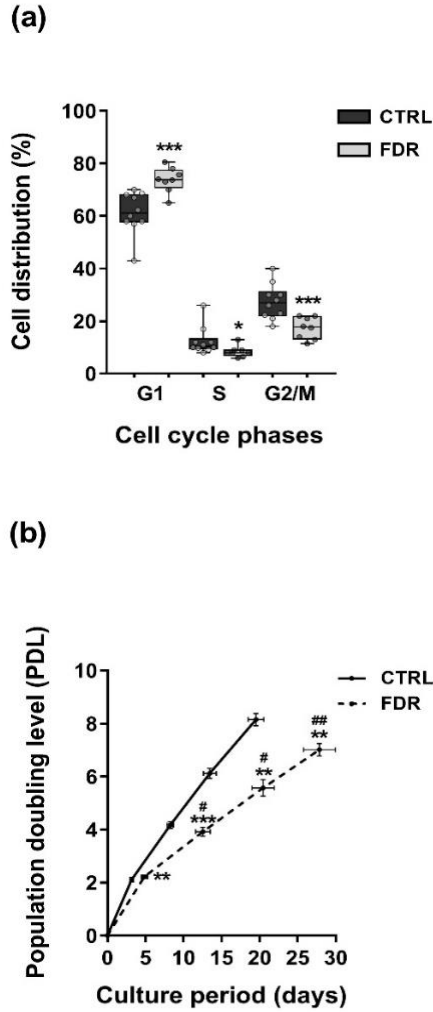 (a)
Cell distribution (%)
100
80
60
40
20
0
***
*
***
CTRL
FDR
G1 S G2/M
Cell cycle phases
(b)
Population doubling level (PDL)
10
8
6
4
2
0
**
#
***
#
**
##
**
CTRL
FDR
0 5 10 15 20 25 30
Culture period (days)